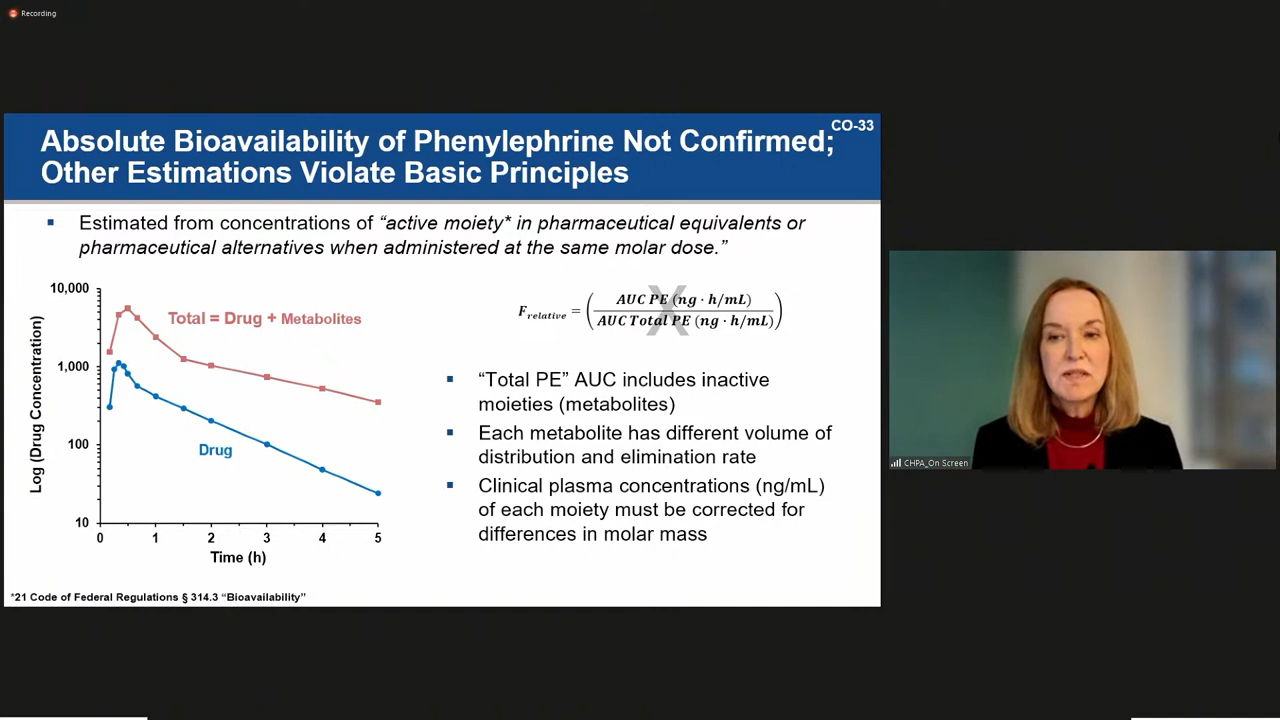 Recording
CO-33
Absolute Bioavailability of Phenylephrine Not Confirmed;
Other Estimations Violate Basic Principles
▪ Estimated from concentrations of “active moiety* in pharmaceutical equivalents or
pharmaceutical alternatives when administered at the same molar dose.”
Log (Drug Concentration)
10,000
1,000
100
10
Total = Drug + Metabolites
Drug
0 1 2 3 4 5
Time (h)
F relative = ( AUC PE (ng · h/mL) / AUC Total PE (ng · h/mL) )
X
▪ “Total PE” AUC includes inactive
moieties (metabolites)
▪ Each metabolite has different volume of
distribution and elimination rate
▪ Clinical plasma concentrations (ng/mL)
of each moiety must be corrected for
differences in molar mass
*21 Code of Federal Regulations § 314.3 “Bioavailability”
CHPA_On Screen